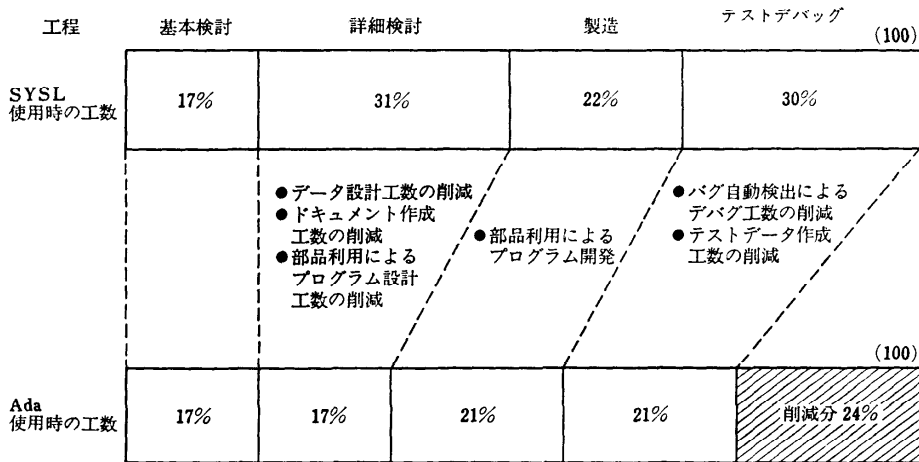 工程 基本検討 詳細検討 製造 テストデバッグ
(100)
SYSL
使用時の工数
17% 31% 22% 30%
●データ設計工数の削減
●ドキュメント作成
工数の削減
●部品利用による
プログラム設計
工数の削減
●部品利用による
プログラム開発
●バグ自動検出による
デバグ工数の削減
●テストデータ作成
工数の削減
(100)
Ada
使用時の工数
17% 17% 21% 21% 削減分 24%